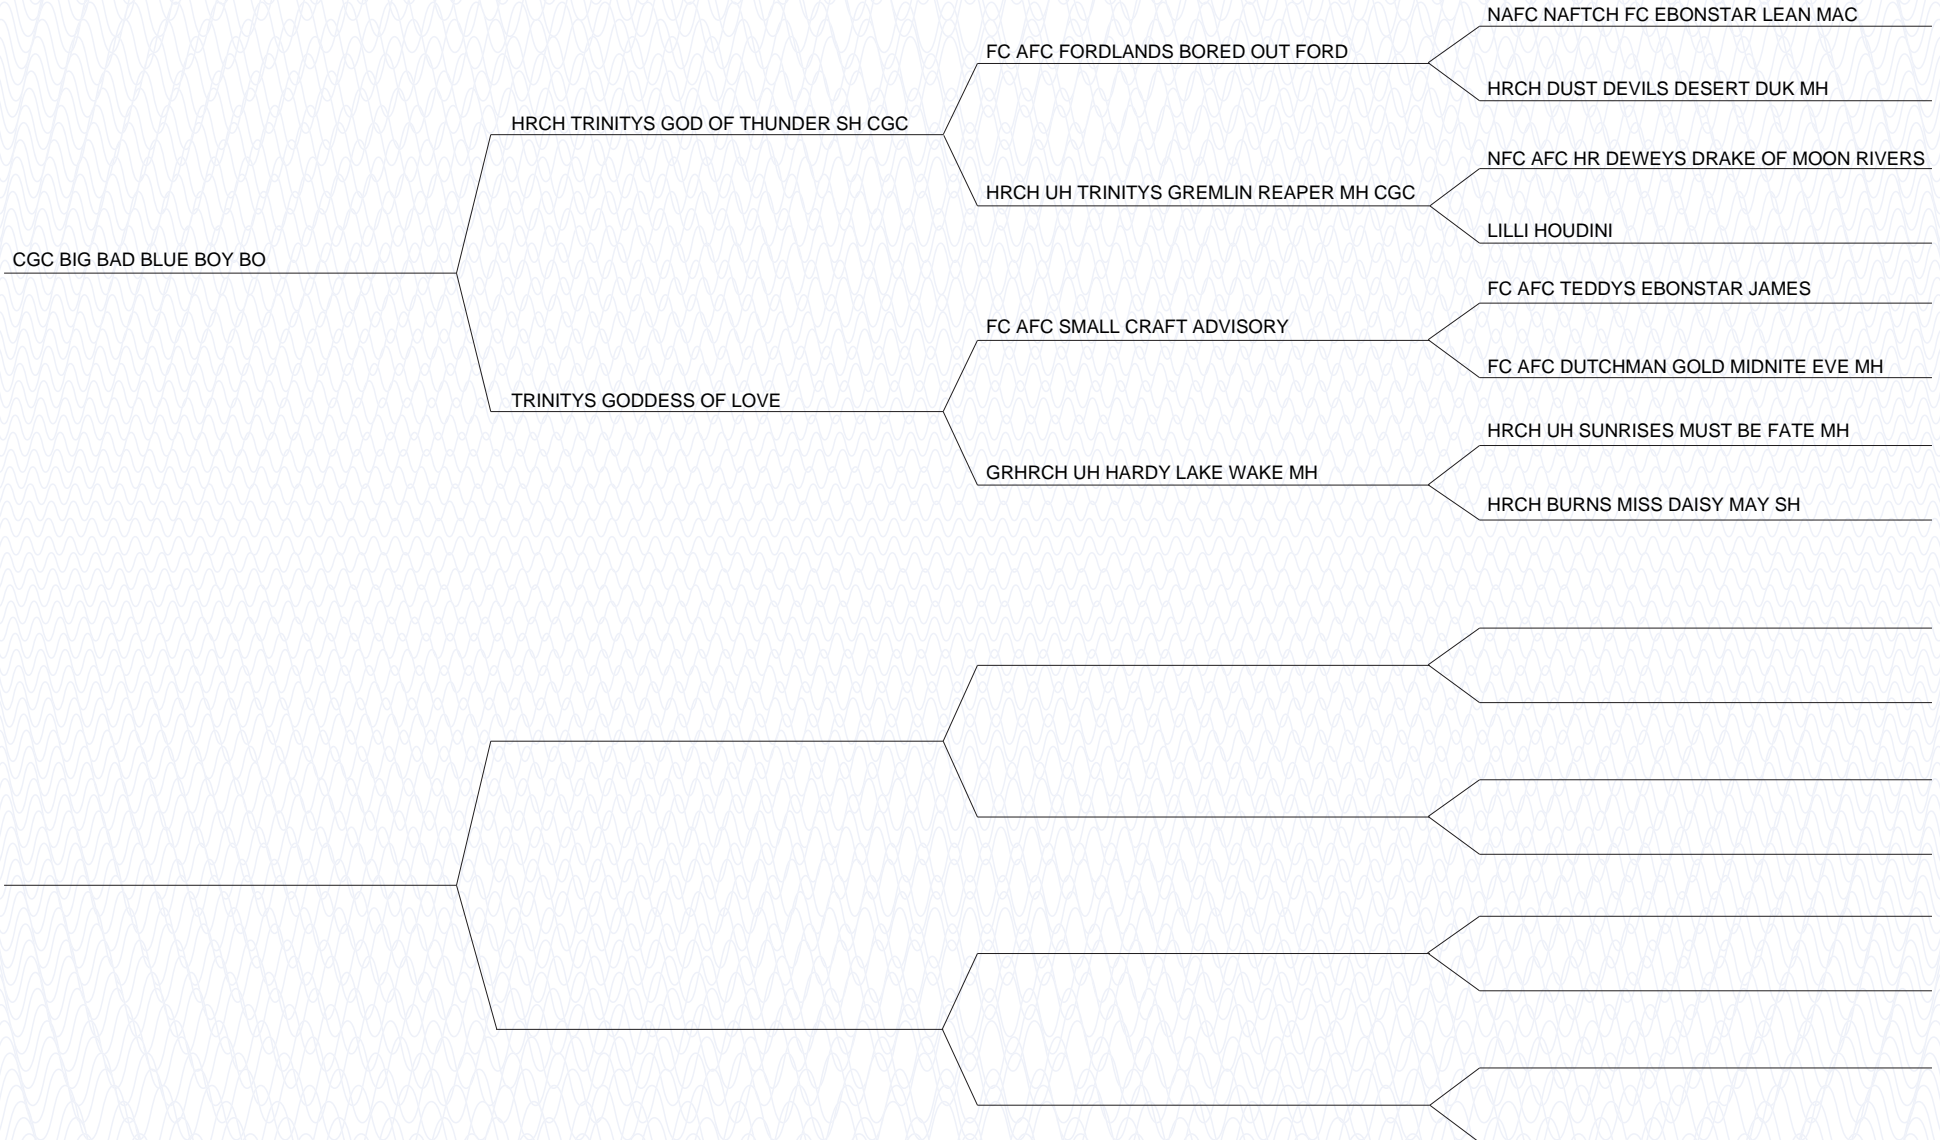 NAFC NAFTCH FC EBONSTAR LEAN MAC
FC AFC FORDLANDS BORED OUT FORD
HRCH DUST DEVILS DESERT DUK MH
HRCH TRINITYS GOD OF THUNDER SH CGC
NFC AFC HR DEWEYS DRAKE OF MOON RIVERS
HRCH UH TRINITYS GREMLIN REAPER MH CGC
LILLI HOUDINI
CGC BIG BAD BLUE BOY BO
FC AFC TEDDYS EBONSTAR JAMES
FC AFC SMALL CRAFT ADVISORY
FC AFC DUTCHMAN GOLD MIDNITE EVE MH
TRINITYS GODDESS OF LOVE
HRCH UH SUNRISES MUST BE FATE MH
GRHRCH UH HARDY LAKE WAKE MH
HRCH BURNS MISS DAISY MAY SH